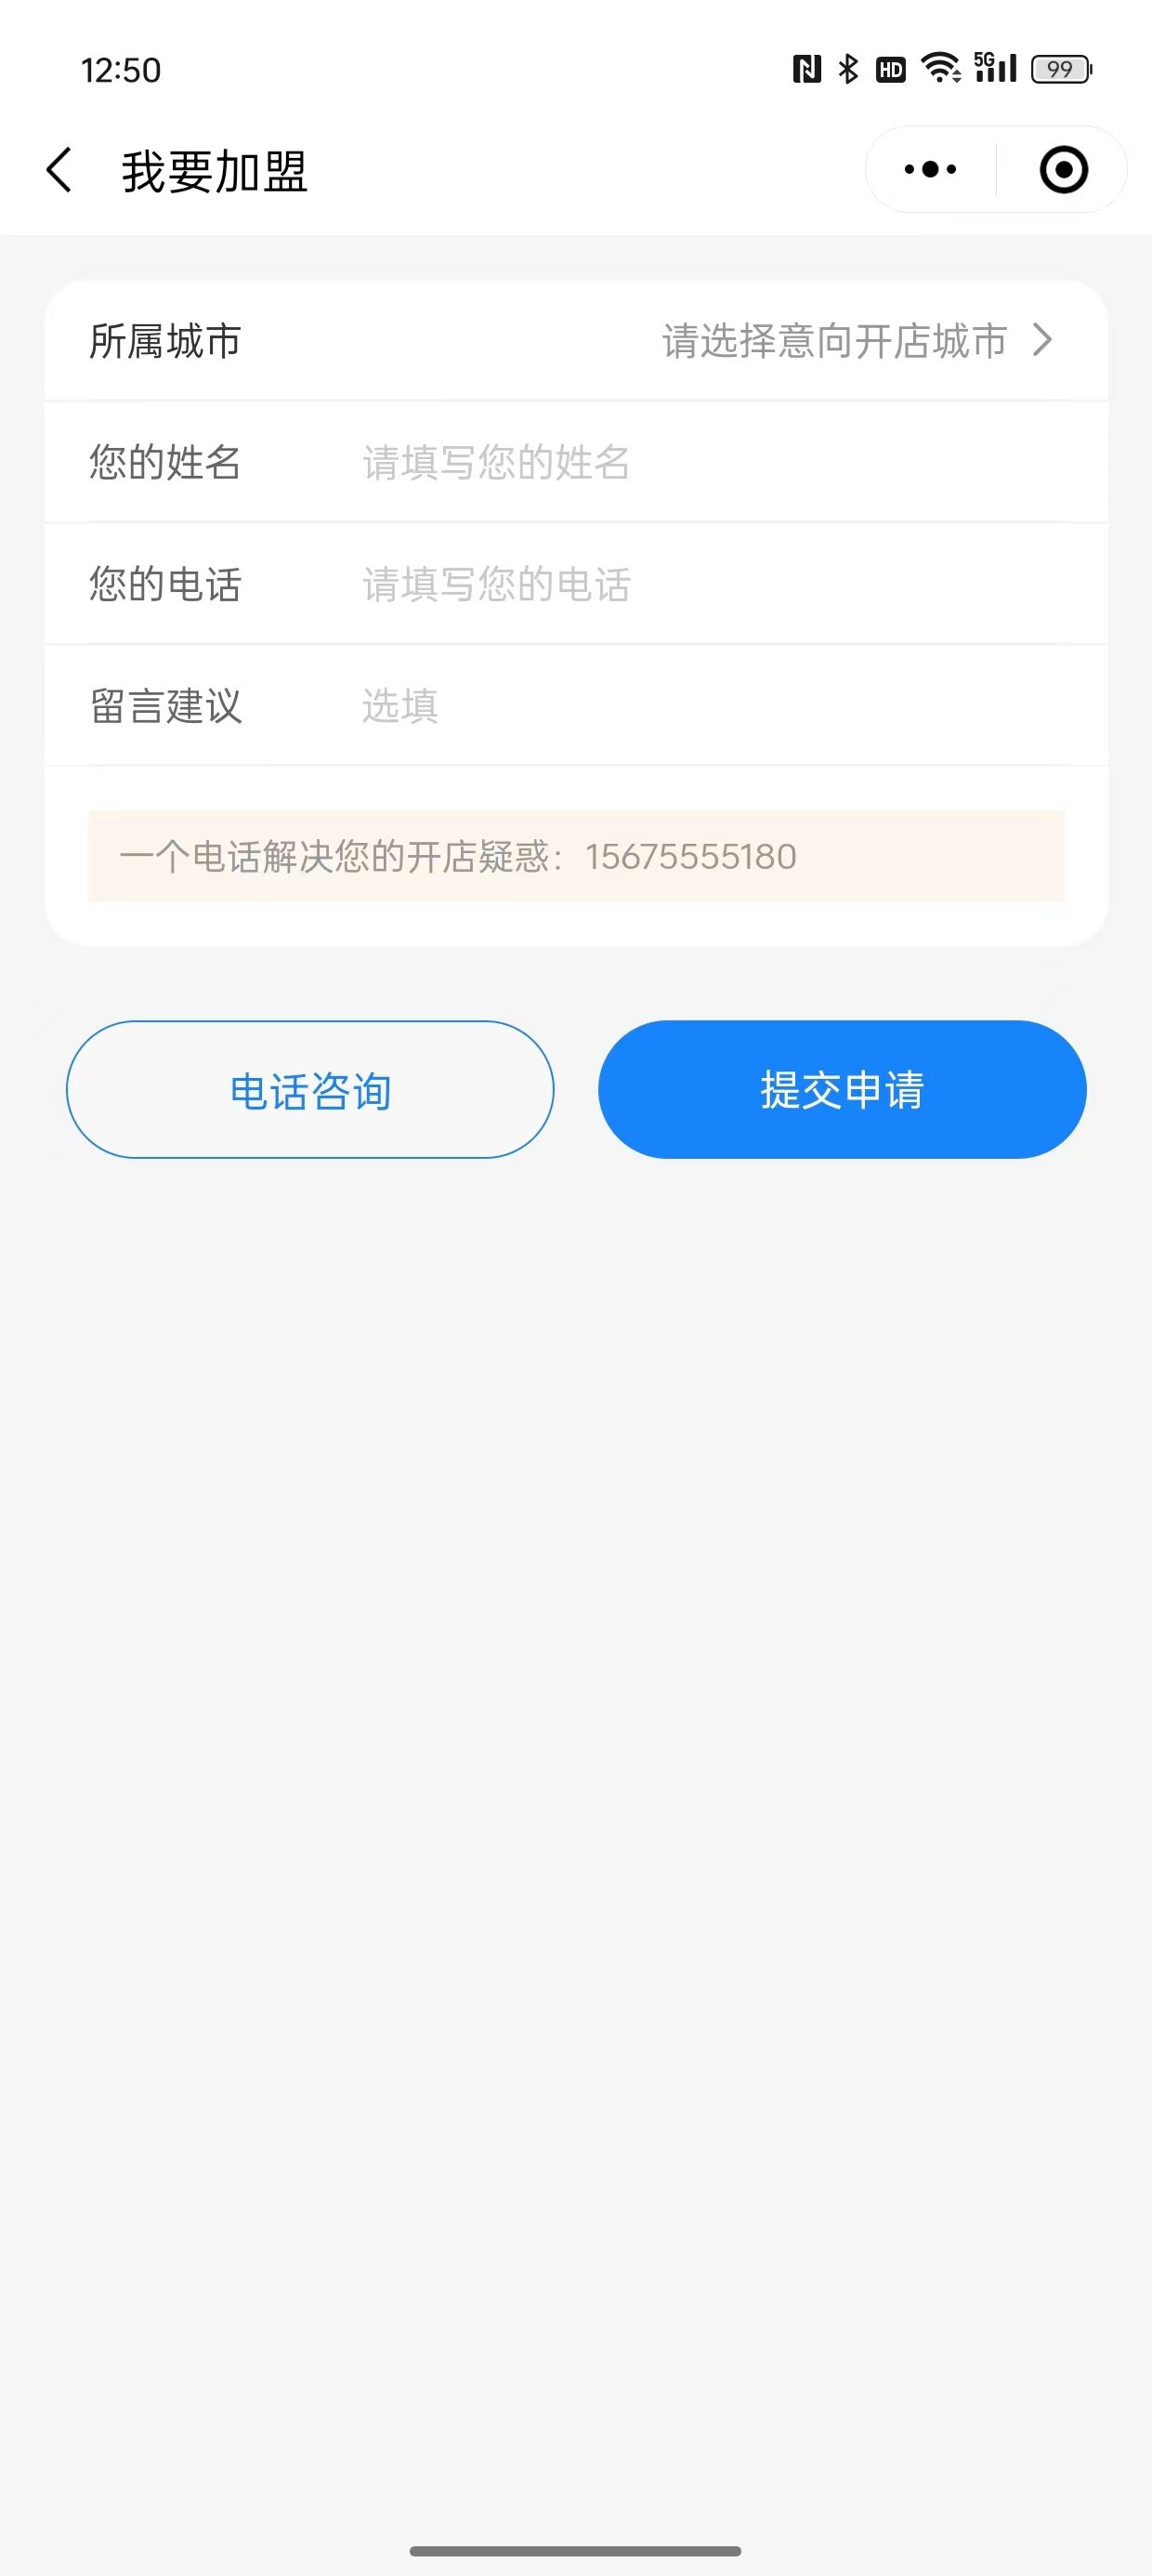 12:50
HD 5G 99
我要加盟
所属城市 请选择意向开店城市
您的姓名 请填写您的姓名
您的电话 请填写您的电话
留言建议 选填
一个电话解决您的开店疑惑：15675555180
电话咨询 提交申请